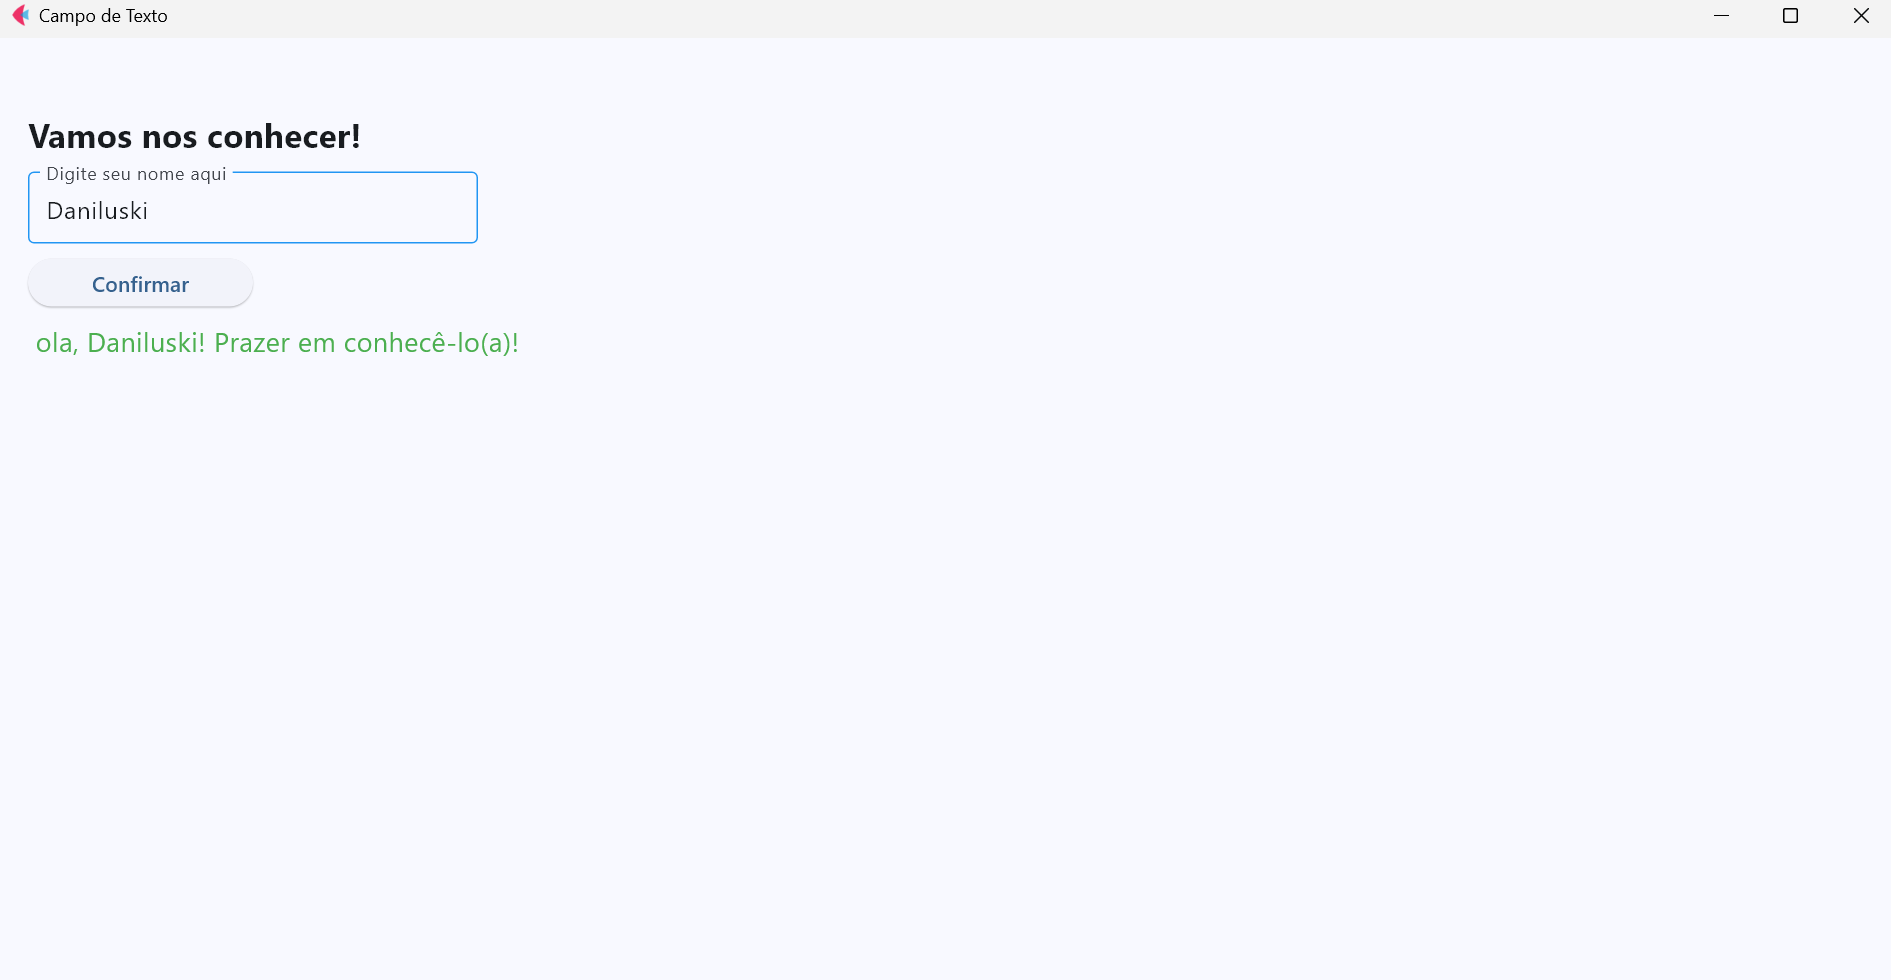 Campo de Texto
Vamos nos conhecer!
Digite seu nome aqui
Daniluski
Confirmar
ola, Daniluski! Prazer em conhecê-lo(a)!